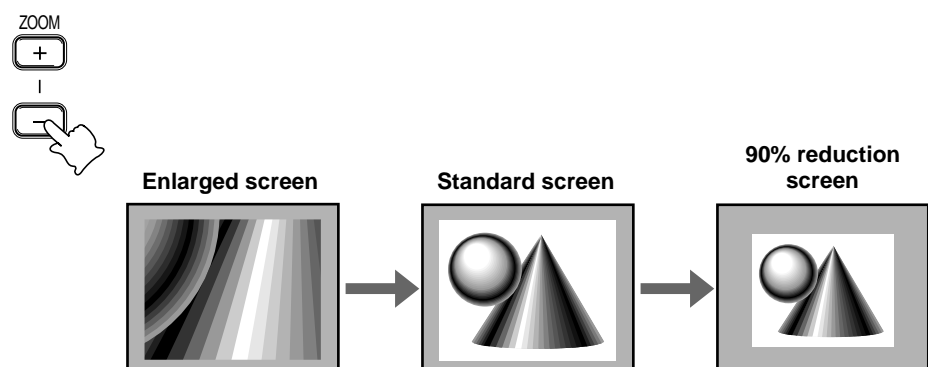 ZOOM
+
−
Enlarged screen
Standard screen
90% reduction
screen